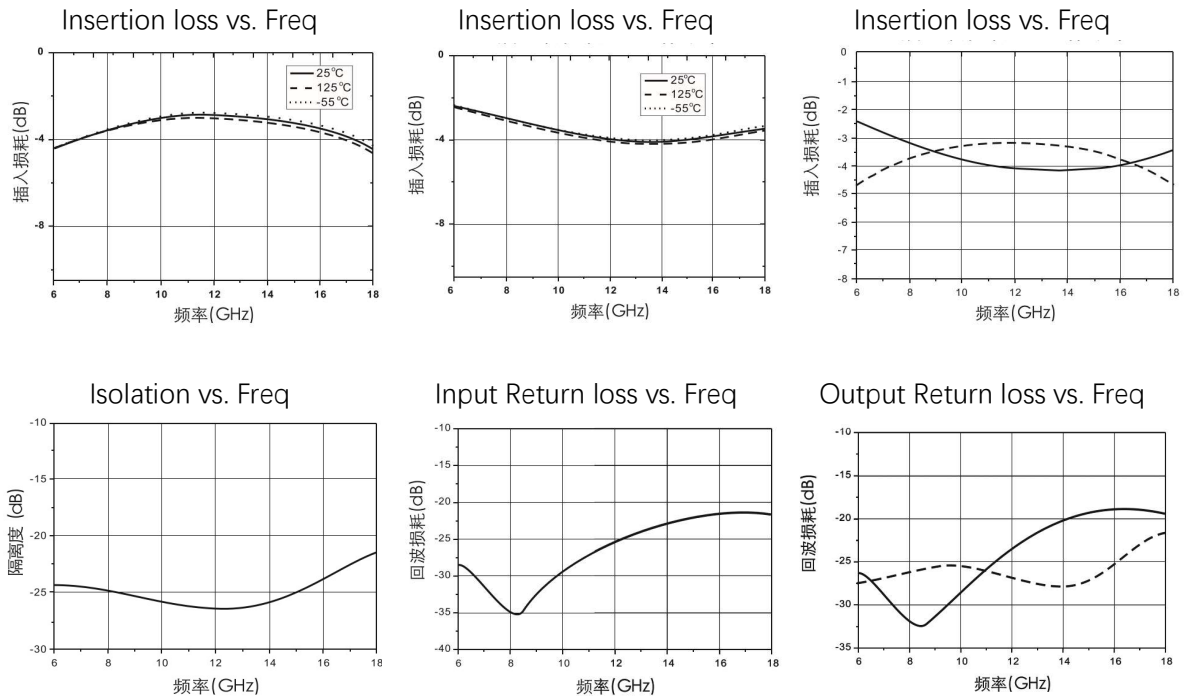 Insertion loss vs. Freq
0
-4
-8
25°C
125°C
-55°C
6 8 10 12 14 16 18
插入损耗(dB)
频率(GHz)
Insertion loss vs. Freq
0
-4
-8
25°C
125°C
-55°C
6 8 10 12 14 16 18
插入损耗(dB)
频率(GHz)
Insertion loss vs. Freq
0
-1
-2
-3
-4
-5
-6
-7
-8
6 8 10 12 14 16 18
插入损耗(dB)
频率(GHz)
Isolation vs. Freq
-10
-15
-20
-25
-30
6 8 10 12 14 16 18
隔离度 (dB)
频率(GHz)
Input Return loss vs. Freq
-10
-15
-20
-25
-30
-35
-40
6 8 10 12 14 16 18
回波损耗(dB)
频率(GHz)
Output Return loss vs. Freq
-10
-15
-20
-25
-30
-35
6 8 10 12 14 16 18
回波损耗(dB)
频率(GHz)